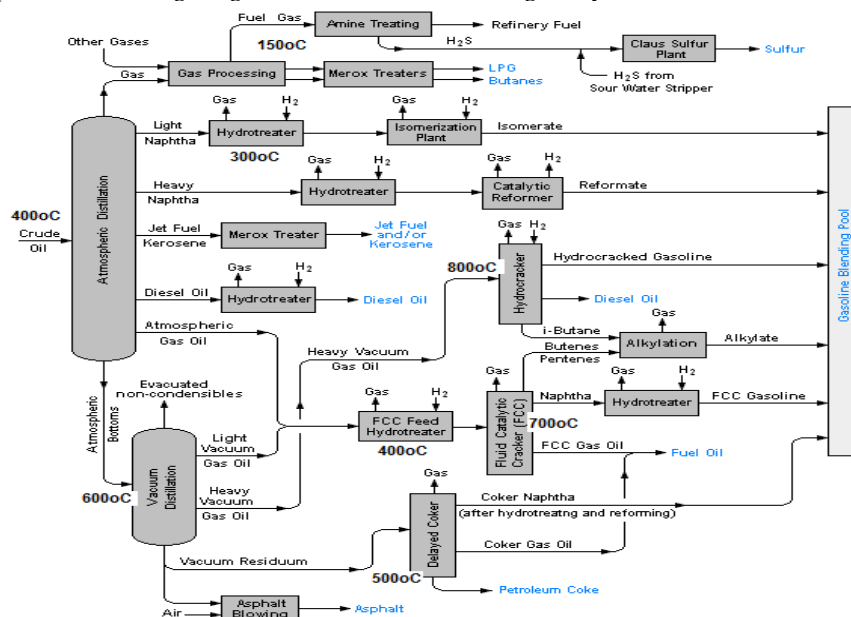 Fuel Gas
Amine Treating
Refinery Fuel
Other Gases
150oC
H2S
Claus Sulfur
Plant
Sulfur
Gas
Gas Processing
Merox Treaters
LPG
Butanes
H2S from
Sour Water Stripper
Light
Naphtha
Gas
H2
Hydrotreater
300oC
Gas
H2
Isomerization
Plant
Isomerate
Atmospheric Distillation
Heavy
Naphtha
Gas
H2
Hydrotreater
Gas
H2
Catalytic
Reformer
Reformate
400oC
Crude
Oil
Jet Fuel
Kerosene
Merox Treater
Jet Fuel
and/or
Kerosene
Gas
H2
800oC
Hydrocracker
Hydrocracked Gasoline
Diesel Oil
Diesel Oil
Gas
H2
Hydrotreater
Diesel Oil
Gasoline Blending Pool
Atmospheric
Gas Oil
i-Butane
Butenes
Pentenes
Gas
Alkylation
Alkylate
Heavy Vacuum
Gas Oil
Evacuated
non-condensibles
Atmospheric
Bottoms
Gas
H2
FCC Feed
Hydrotreater
400oC
Gas
Fluid Catalytic
Cracker (FCC)
Naphtha
700oC
Gas
H2
Hydrotreater
FCC Gasoline
FCC Gas Oil
Fuel Oil
600oC
Vacuum
Distillation
Light
Vacuum
Gas Oil
Heavy
Vacuum
Gas Oil
Gas
Delayed Coker
500oC
Coker Naphtha
(after hydrotreatng and reforming)
Coker Gas Oil
Vacuum Residuum
Petroleum Coke
Air
Asphalt
Blowing
Asphalt